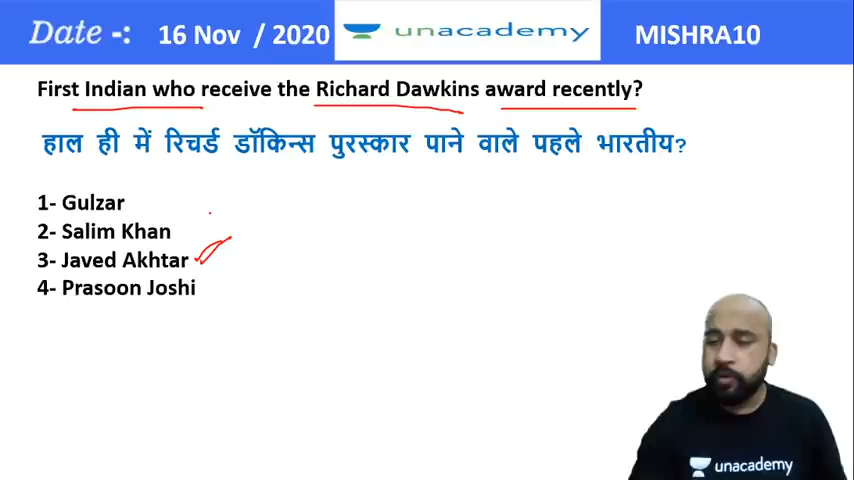 Date -: 16 Nov / 2020 unacademy MISHRA10
First Indian who receive the Richard Dawkins award recently?
हाल ही में रिचर्ड डॉकिन्स पुरस्कार पाने वाले पहले भारतीय?
1- Gulzar
2- Salim Khan
3- Javed Akhtar
4- Prasoon Joshi
unacademy